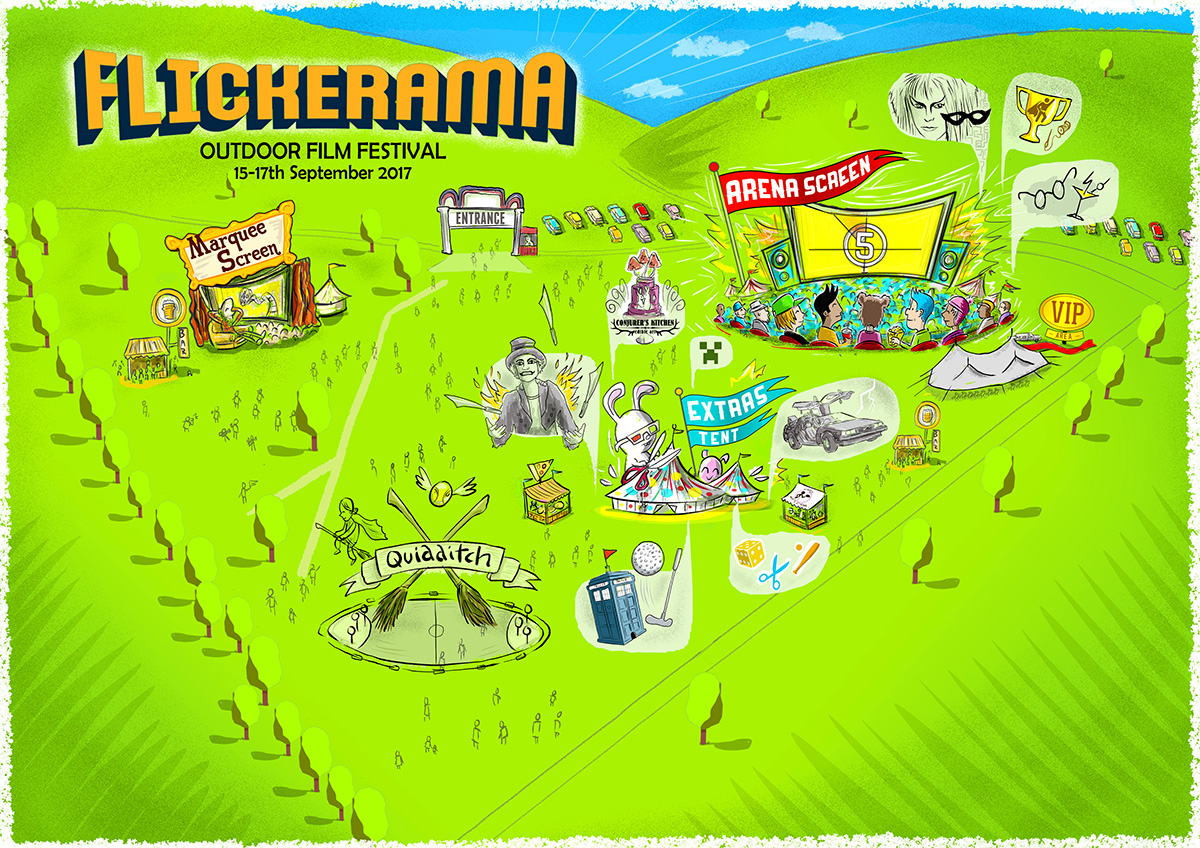 FLICKERAMA
OUTDOOR FILM FESTIVAL
15-17th September 2017
ENTRANCE
ARENA SCREEN
5
Marquee
Screen
BAR
CONJURER'S KITCHEN
VIP
AREA
EXTRAS
TENT
BAR
Quidditch